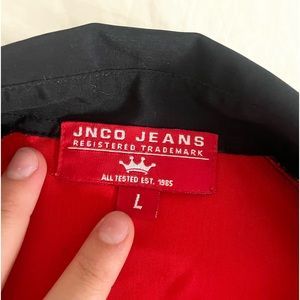 JNCO JEANS
REGISTERED TRADEMARK
ALL TESTED EST. 1985
L